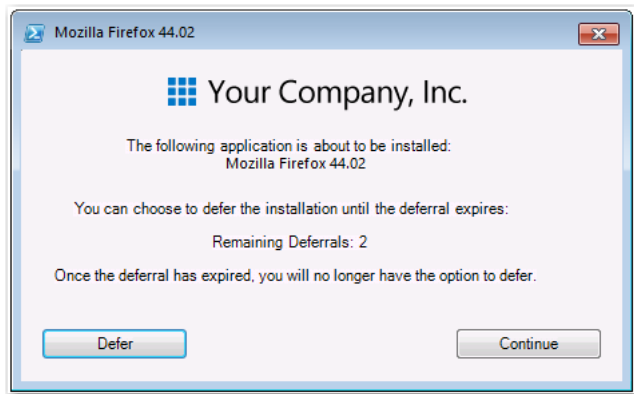 Mozilla Firefox 44.02
Your Company, Inc.
The following application is about to be installed:
Mozilla Firefox 44.02
You can choose to defer the installation until the deferral expires:
Remaining Deferrals: 2
Once the deferral has expired, you will no longer have the option to defer.
Defer
Continue